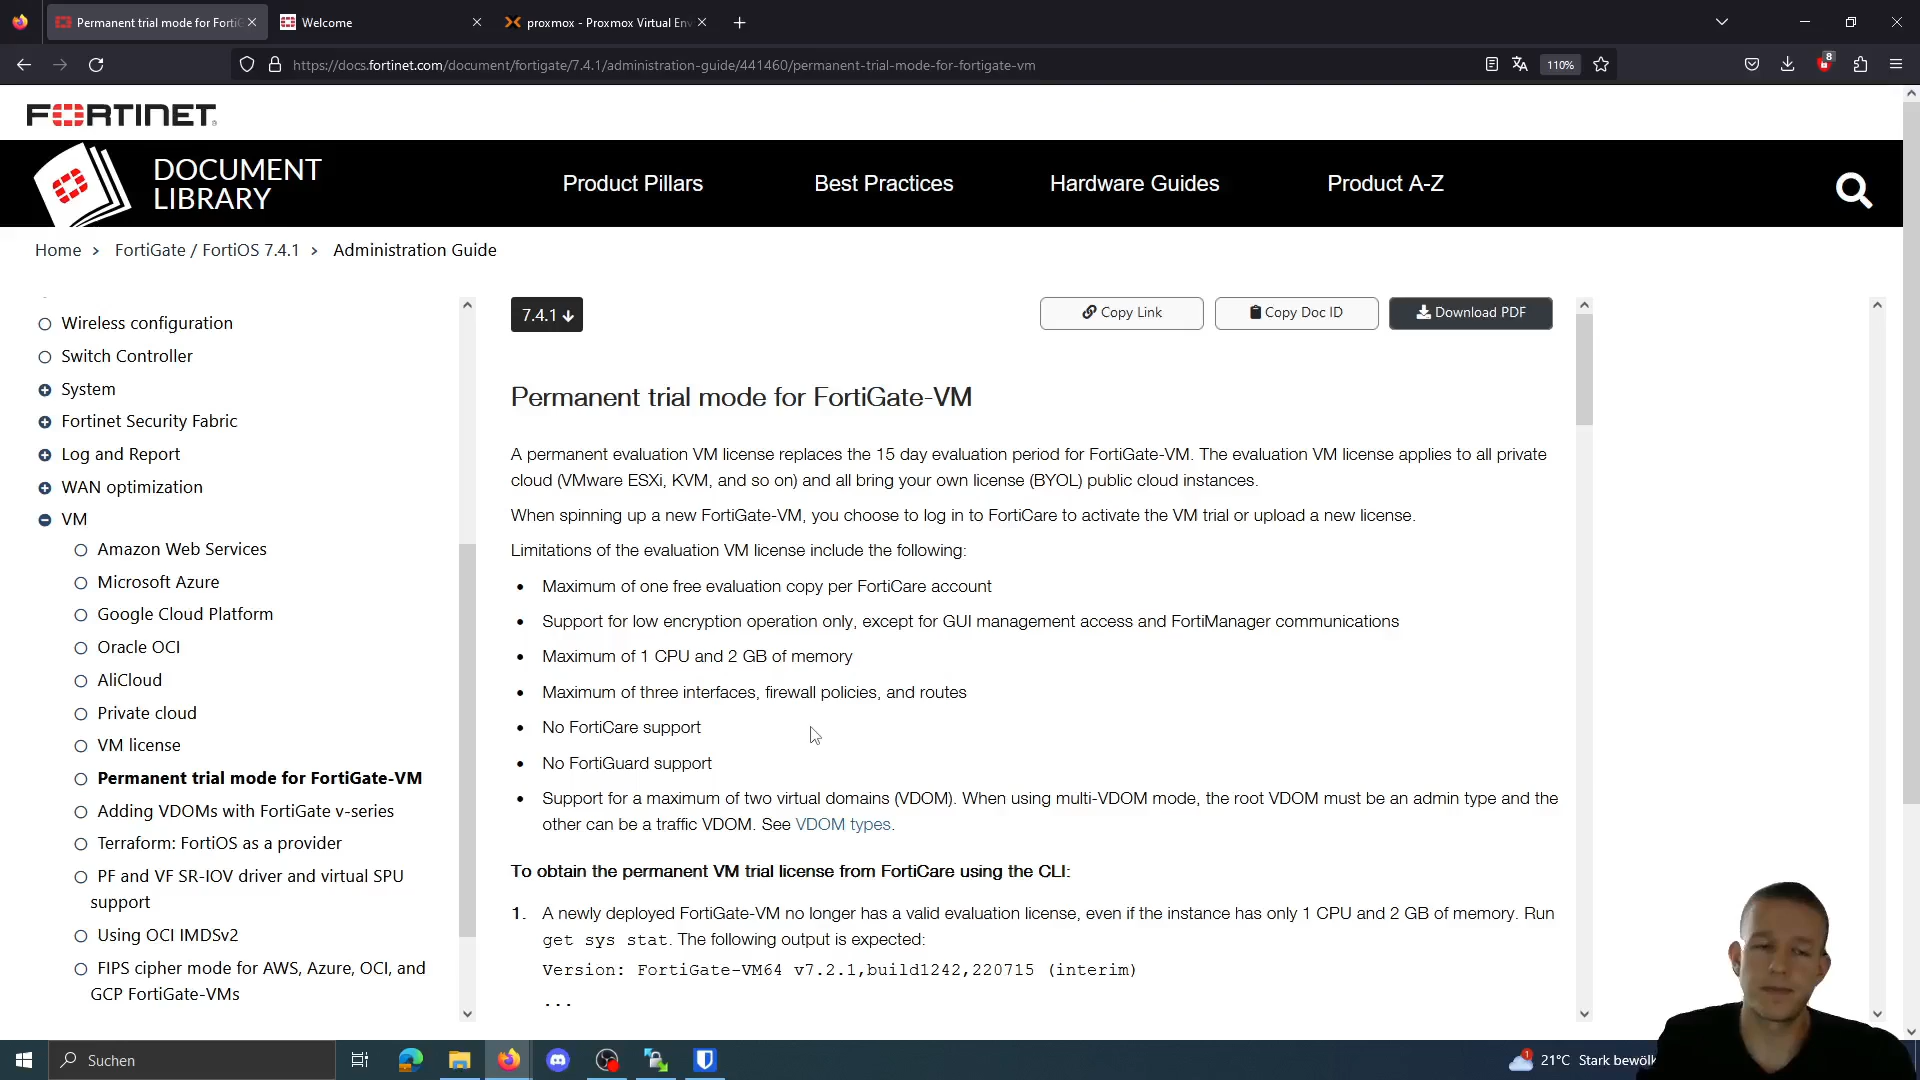 Permanent trial mode for FortiG
Welcome
proxmox - Proxmox Virtual Env
https://docs.fortinet.com/document/fortigate/7.4.1/administration-guide/441460/permanent-trial-mode-for-fortigate-vm
110%
8
FORTINET
DOCUMENT
LIBRARY
Product Pillars
Best Practices
Hardware Guides
Product A-Z
Home > FortiGate / FortiOS 7.4.1 > Administration Guide
Wireless configuration
Switch Controller
System
Fortinet Security Fabric
Log and Report
WAN optimization
VM
Amazon Web Services
Microsoft Azure
Google Cloud Platform
Oracle OCI
AliCloud
Private cloud
VM license
Permanent trial mode for FortiGate-VM
Adding VDOMs with FortiGate v-series
Terraform: FortiOS as a provider
PF and VF SR-IOV driver and virtual SPU
support
Using OCI IMDSv2
FIPS cipher mode for AWS, Azure, OCI, and
GCP FortiGate-VMs
7.4.1
Copy Link
Copy Doc ID
Download PDF
Permanent trial mode for FortiGate-VM
A permanent evaluation VM license replaces the 15 day evaluation period for FortiGate-VM. The evaluation VM license applies to all private
cloud (VMware ESXi, KVM, and so on) and all bring your own license (BYOL) public cloud instances.
When spinning up a new FortiGate-VM, you choose to log in to FortiCare to activate the VM trial or upload a new license.
Limitations of the evaluation VM license include the following:
• Maximum of one free evaluation copy per FortiCare account
• Support for low encryption operation only, except for GUI management access and FortiManager communications
• Maximum of 1 CPU and 2 GB of memory
• Maximum of three interfaces, firewall policies, and routes
• No FortiCare support
• No FortiGuard support
• Support for a maximum of two virtual domains (VDOM). When using multi-VDOM mode, the root VDOM must be an admin type and the
other can be a traffic VDOM. See VDOM types.
To obtain the permanent VM trial license from FortiCare using the CLI:
1. A newly deployed FortiGate-VM no longer has a valid evaluation license, even if the instance has only 1 CPU and 2 GB of memory. Run
get sys stat. The following output is expected:
Version: FortiGate-VM64 v7.2.1,build1242,220715 (interim)
...
Suchen
1
21°C Stark bewölk